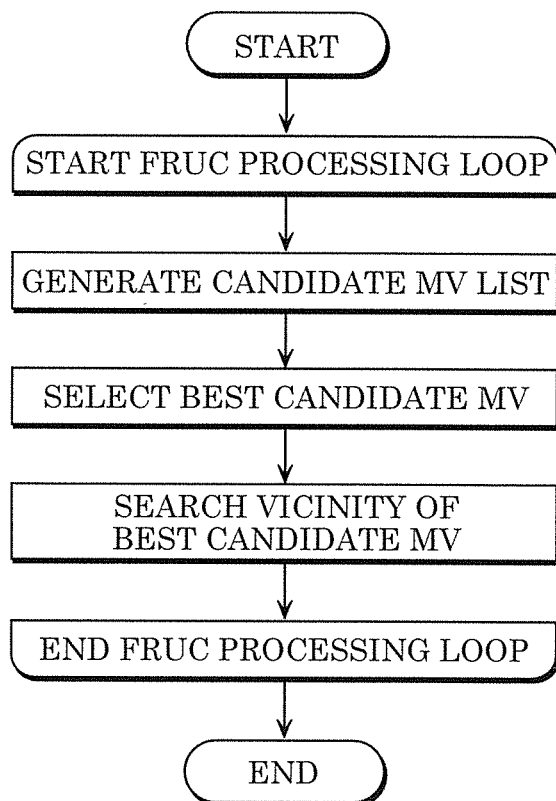 START
START FRUC PROCESSING LOOP
GENERATE CANDIDATE MV LIST
SELECT BEST CANDIDATE MV
SEARCH VICINITY OF
BEST CANDIDATE MV
END FRUC PROCESSING LOOP
END